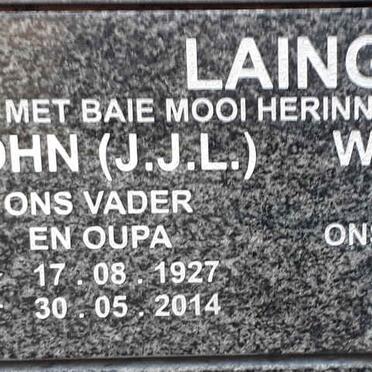 LAING
MET BAIE MOOI HERINN
OHN (J.J.L.) W
ONS VADER
EN OUPA ONS
17 . 08 . 1927
30 . 05 . 2014